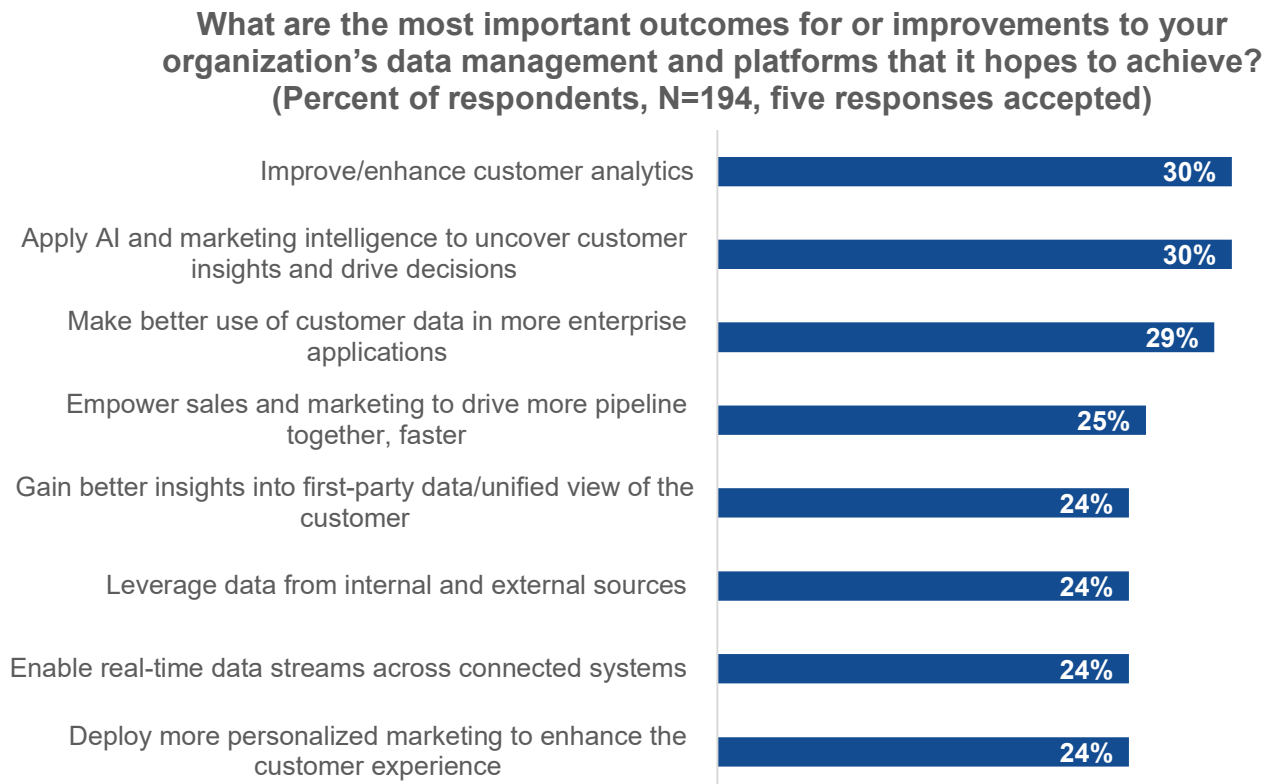 What are the most important outcomes for or improvements to your
organization’s data management and platforms that it hopes to achieve?
(Percent of respondents, N=194, five responses accepted)
Improve/enhance customer analytics
30%
Apply AI and marketing intelligence to uncover customer
insights and drive decisions
30%
Make better use of customer data in more enterprise
applications
29%
Empower sales and marketing to drive more pipeline
together, faster
25%
Gain better insights into first-party data/unified view of the
customer
24%
Leverage data from internal and external sources
24%
Enable real-time data streams across connected systems
24%
Deploy more personalized marketing to enhance the
customer experience
24%